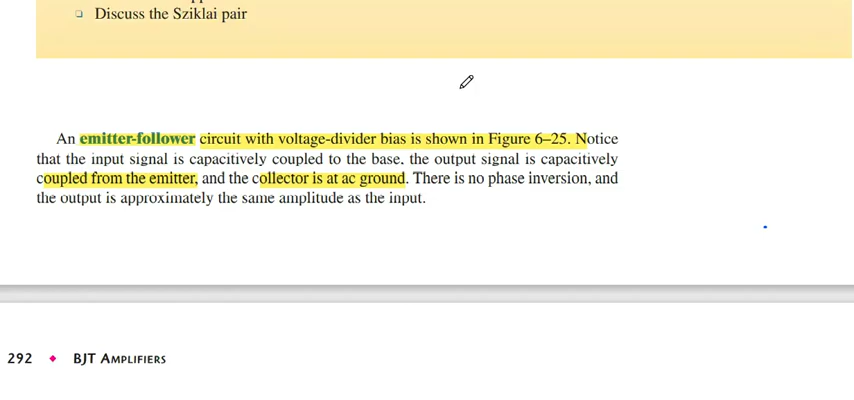 Discuss the Sziklai pair
An emitter-follower circuit with voltage-divider bias is shown in Figure 6–25. Notice
that the input signal is capacitively coupled to the base, the output signal is capacitively
coupled from the emitter, and the collector is at ac ground. There is no phase inversion, and
the output is approximately the same amplitude as the input.
292 ◆ BJT AMPLIFIERS